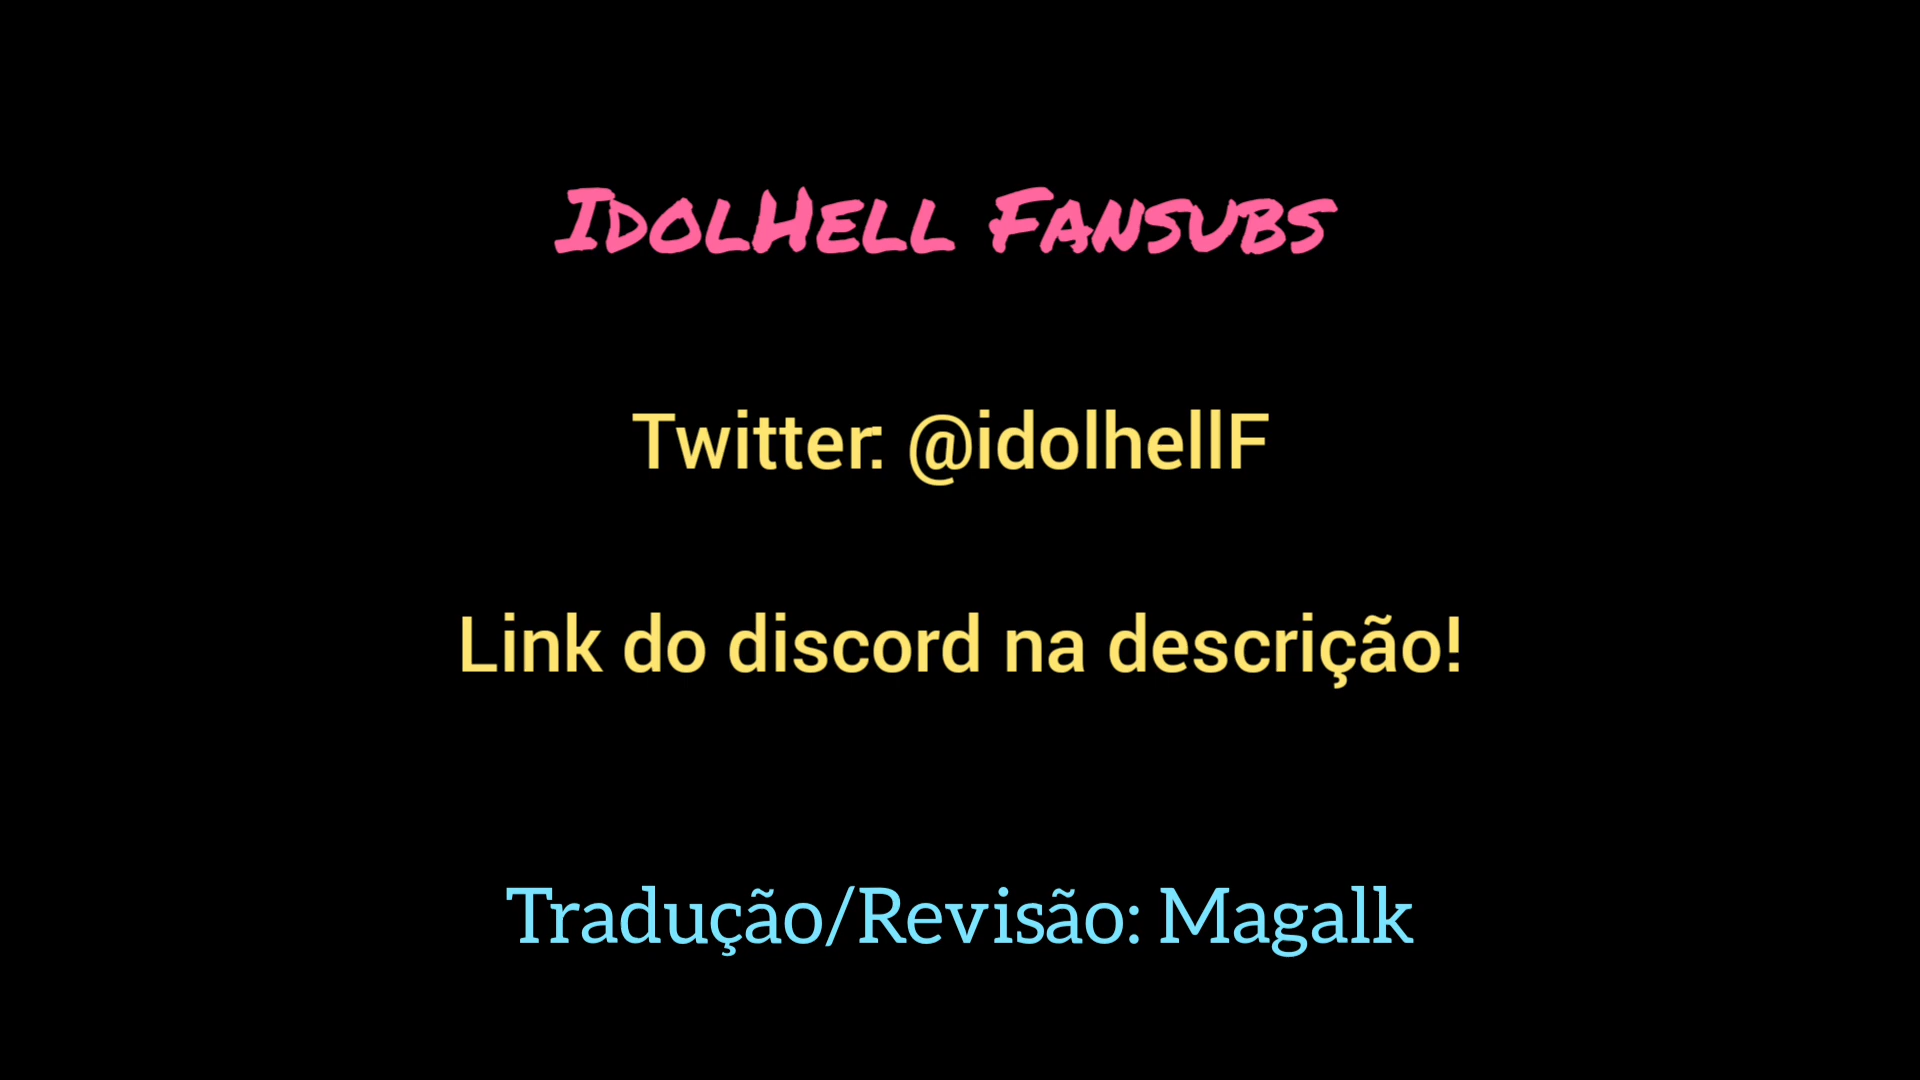 IdolHell Fansubs
Twitter: @idolhellF
Link do discord na descrição!
Tradução/Revisão: Magalk